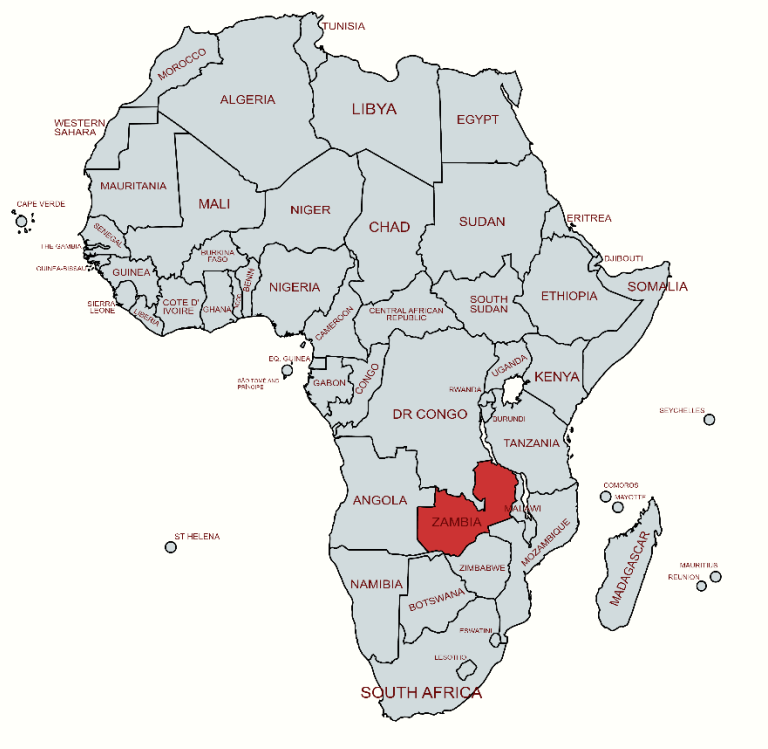 TUNISIA
MOROCCO
ALGERIA
LIBYA
EGYPT
WESTERN
SAHARA
MAURITANIA
MALI
NIGER
CHAD
SUDAN
ERITREA
CAPE VERDE
SENEGAL
THE GAMBIA
GUINEA-BISSAU
GUINEA
BURKINA
FASO
BENIN
TOGO
NIGERIA
DJIBOUTI
SOMALIA
ETHIOPIA
SOUTH
SUDAN
SIERRA
LEONE
LIBERIA
COTE D'
IVOIRE
GHANA
CAMEROON
CENTRAL AFRICAN
REPUBLIC
EQ. GUINEA
SÃO TOMÉ AND
PRÍNCIPE
GABON
CONGO
UGANDA
KENYA
RWANDA
DR CONGO
BURUNDI
TANZANIA
SEYCHELLES
COMOROS
MAYOTTE
ANGOLA
ZAMBIA
MALAWI
MOZAMBIQUE
ST HELENA
MADAGASCAR
MAURITIUS
REUNION
ZIMBABWE
NAMIBIA
BOTSWANA
ESWATINI
LESOTHO
SOUTH AFRICA